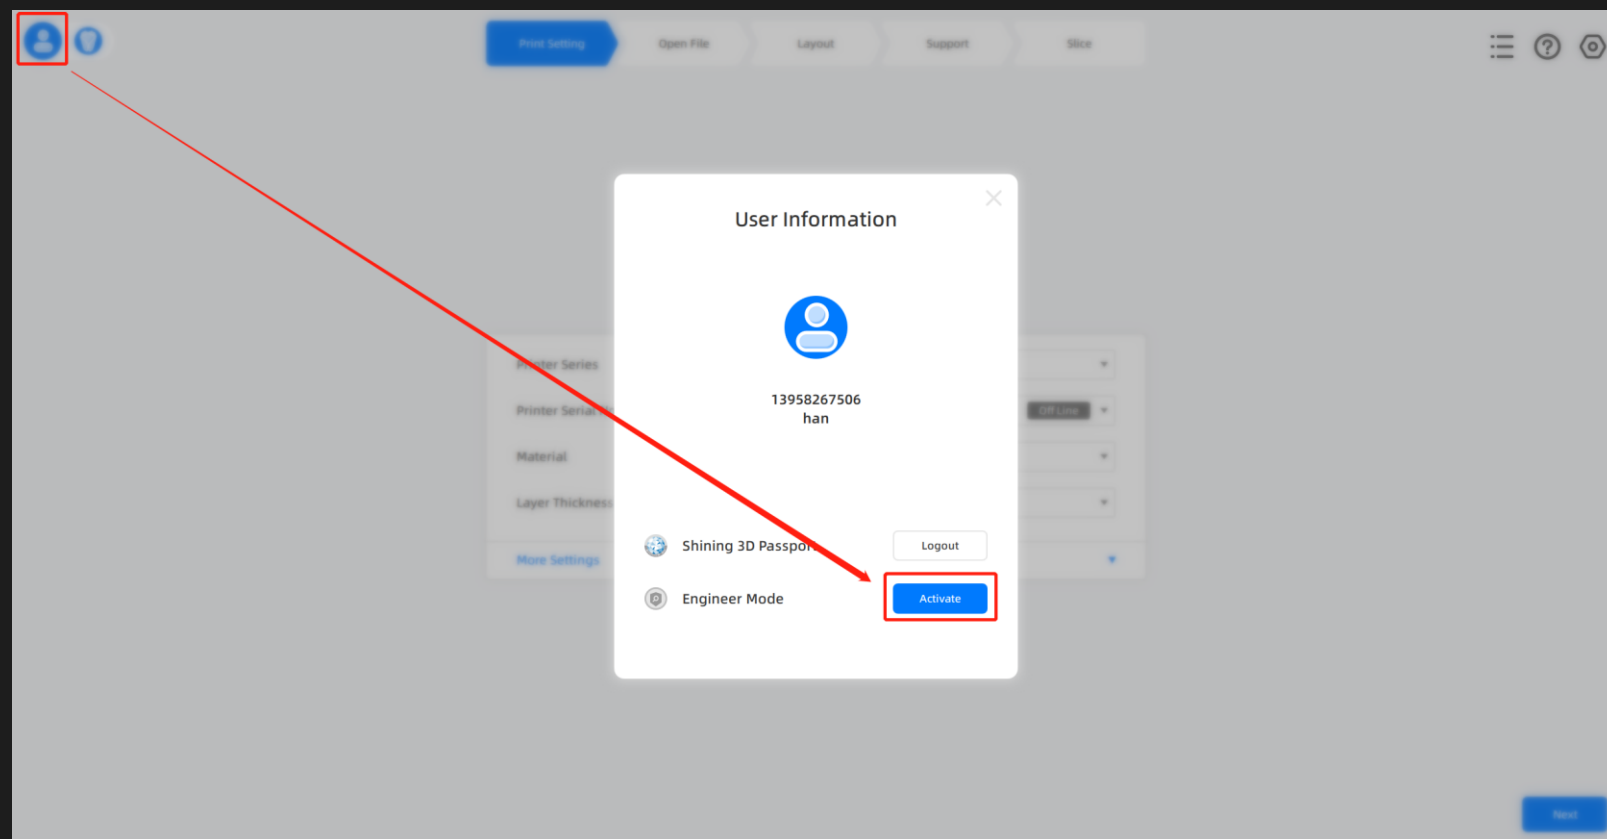 Print Setting
Open File
Layout
Support
Slice
User Information
13958267506
han
Printer Series
Printer Serial
Off Line
Material
Layer Thickness
Shining 3D Passport
Logout
More Settings
Engineer Mode
Activate
Next